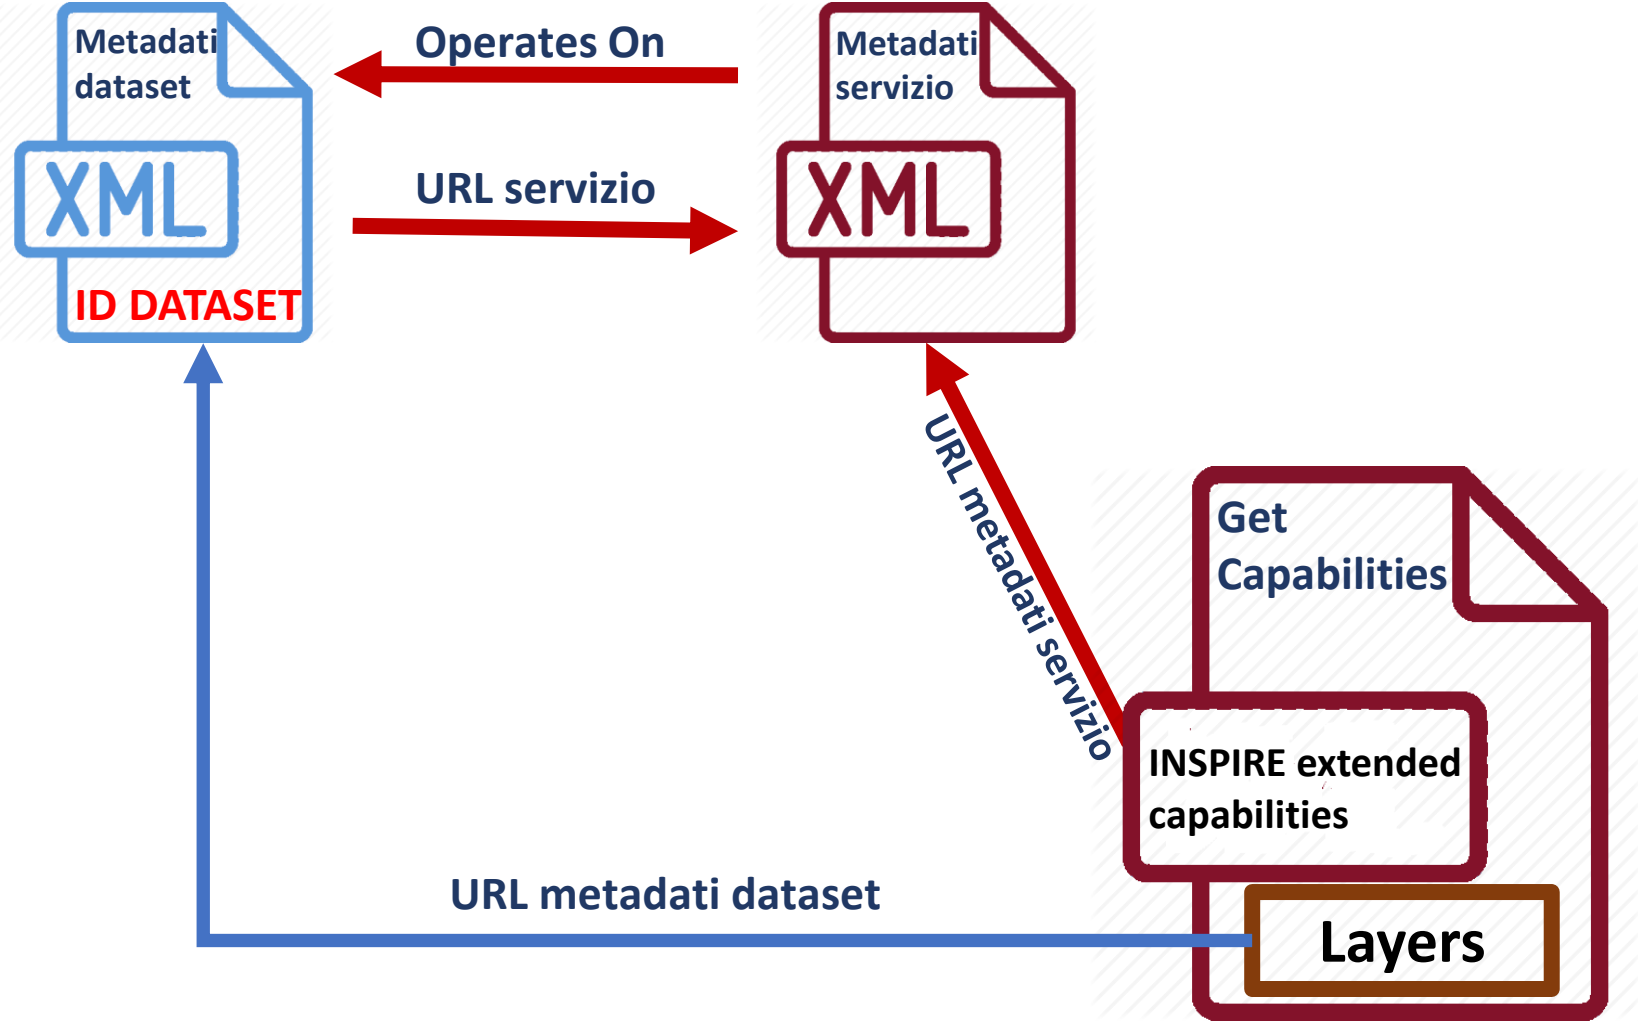 Metadati
dataset
XML
ID DATASET
Operates On
URL servizio
Metadati
servizio
XML
URL metadati servizio
Get
Capabilities
INSPIRE extended
capabilities
URL metadati dataset
Layers